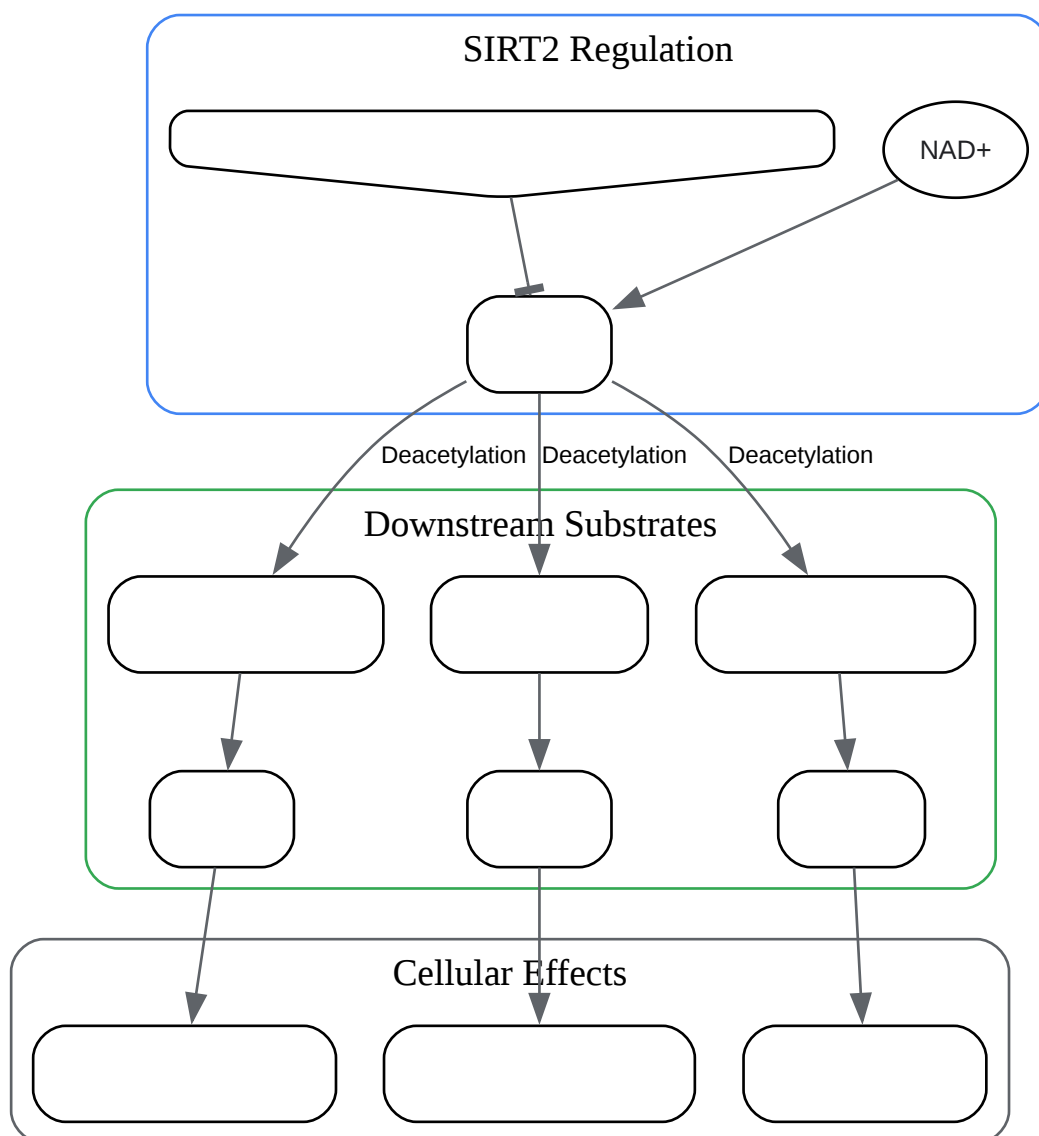 SIRT2 Regulation
NAD+
Deacetylation
Deacetylation
Deacetylation
Downstream Substrates
Cellular Effects